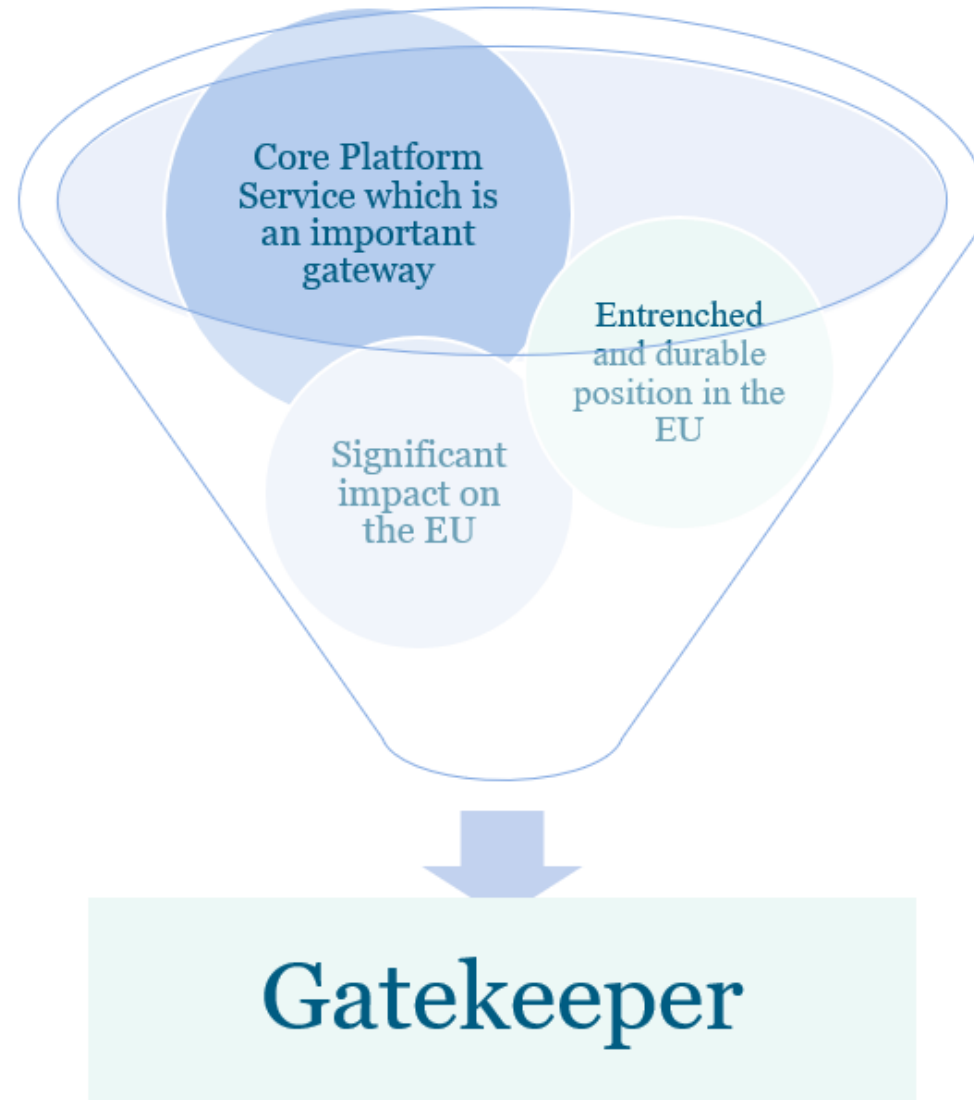 Core Platform
Service which is
an important
gateway
Entrenched
and durable
position in the
EU
Significant
impact on
the EU
Gatekeeper